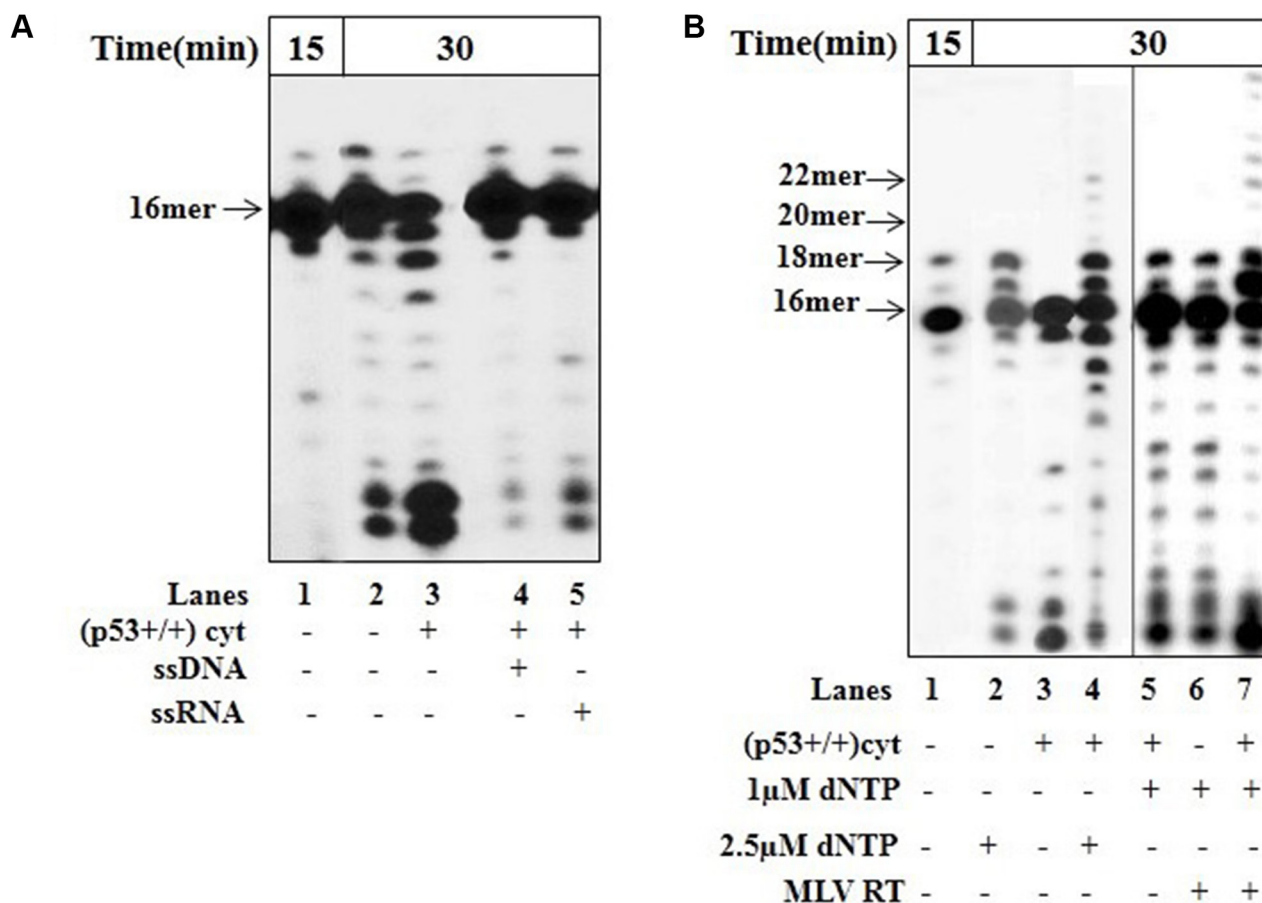 A
Time(min) 15 30
16mer
Lanes 1 2 3 4 5
(p53+/+) cyt - - + + +
ssDNA - - - + -
ssRNA - - - - +
B
Time(min) 15 30
22mer
20mer
18mer
16mer
Lanes 1 2 3 4 5 6 7
(p53+/+)cyt - - + + + - +
1µM dNTP - - - - + + +
2.5µM dNTP - + - + - - -
MLV RT - - - - - + +